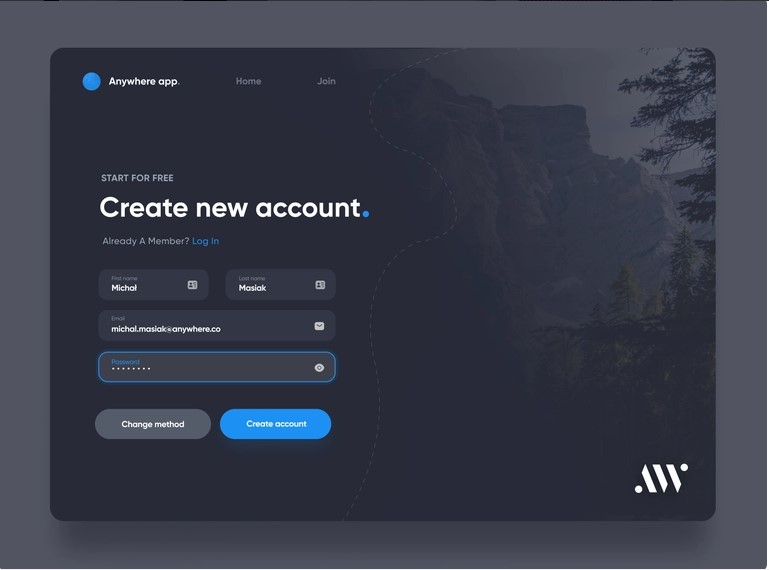 Anywhere app.
Home
Join
START FOR FREE
Create new account.
Already A Member? Log In
First name
Michał
Last name
Masiak
Email
michal.masiak@anywhere.co
Password
Change method
Create account
AW